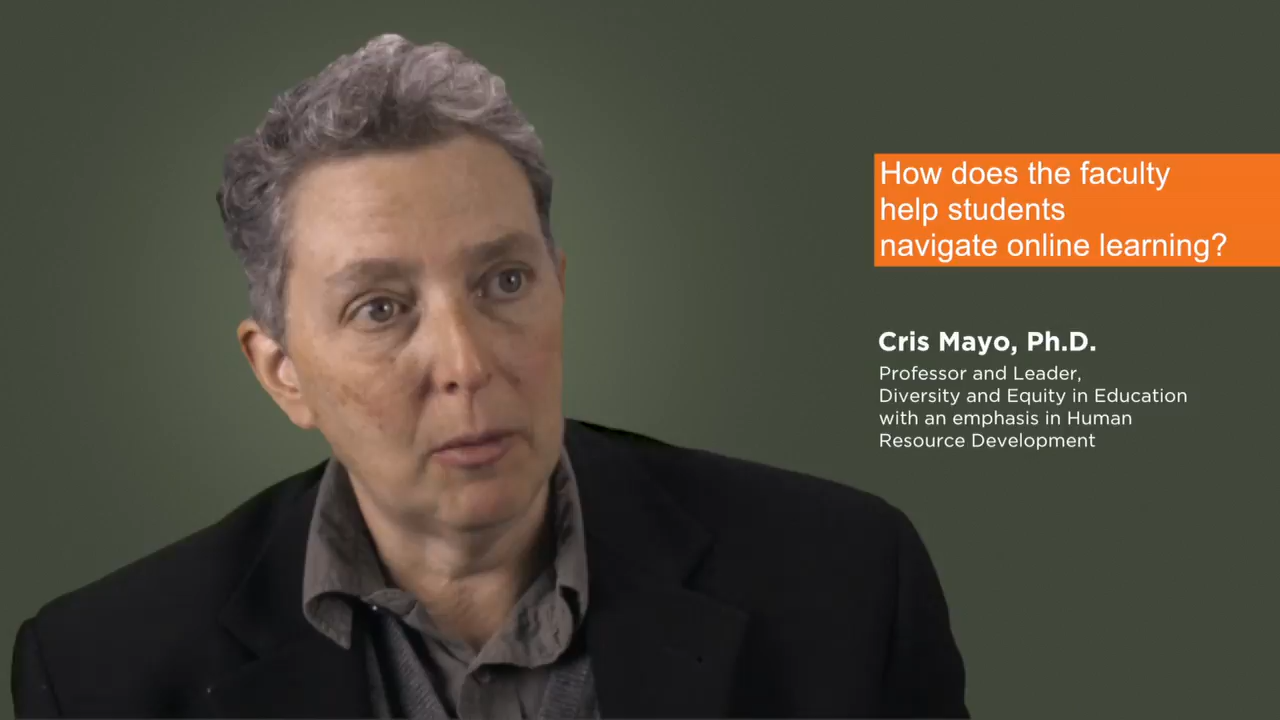 How does the faculty
help students
navigate online learning?
Cris Mayo, Ph.D.
Professor and Leader,
Diversity and Equity in Education
with an emphasis in Human
Resource Development